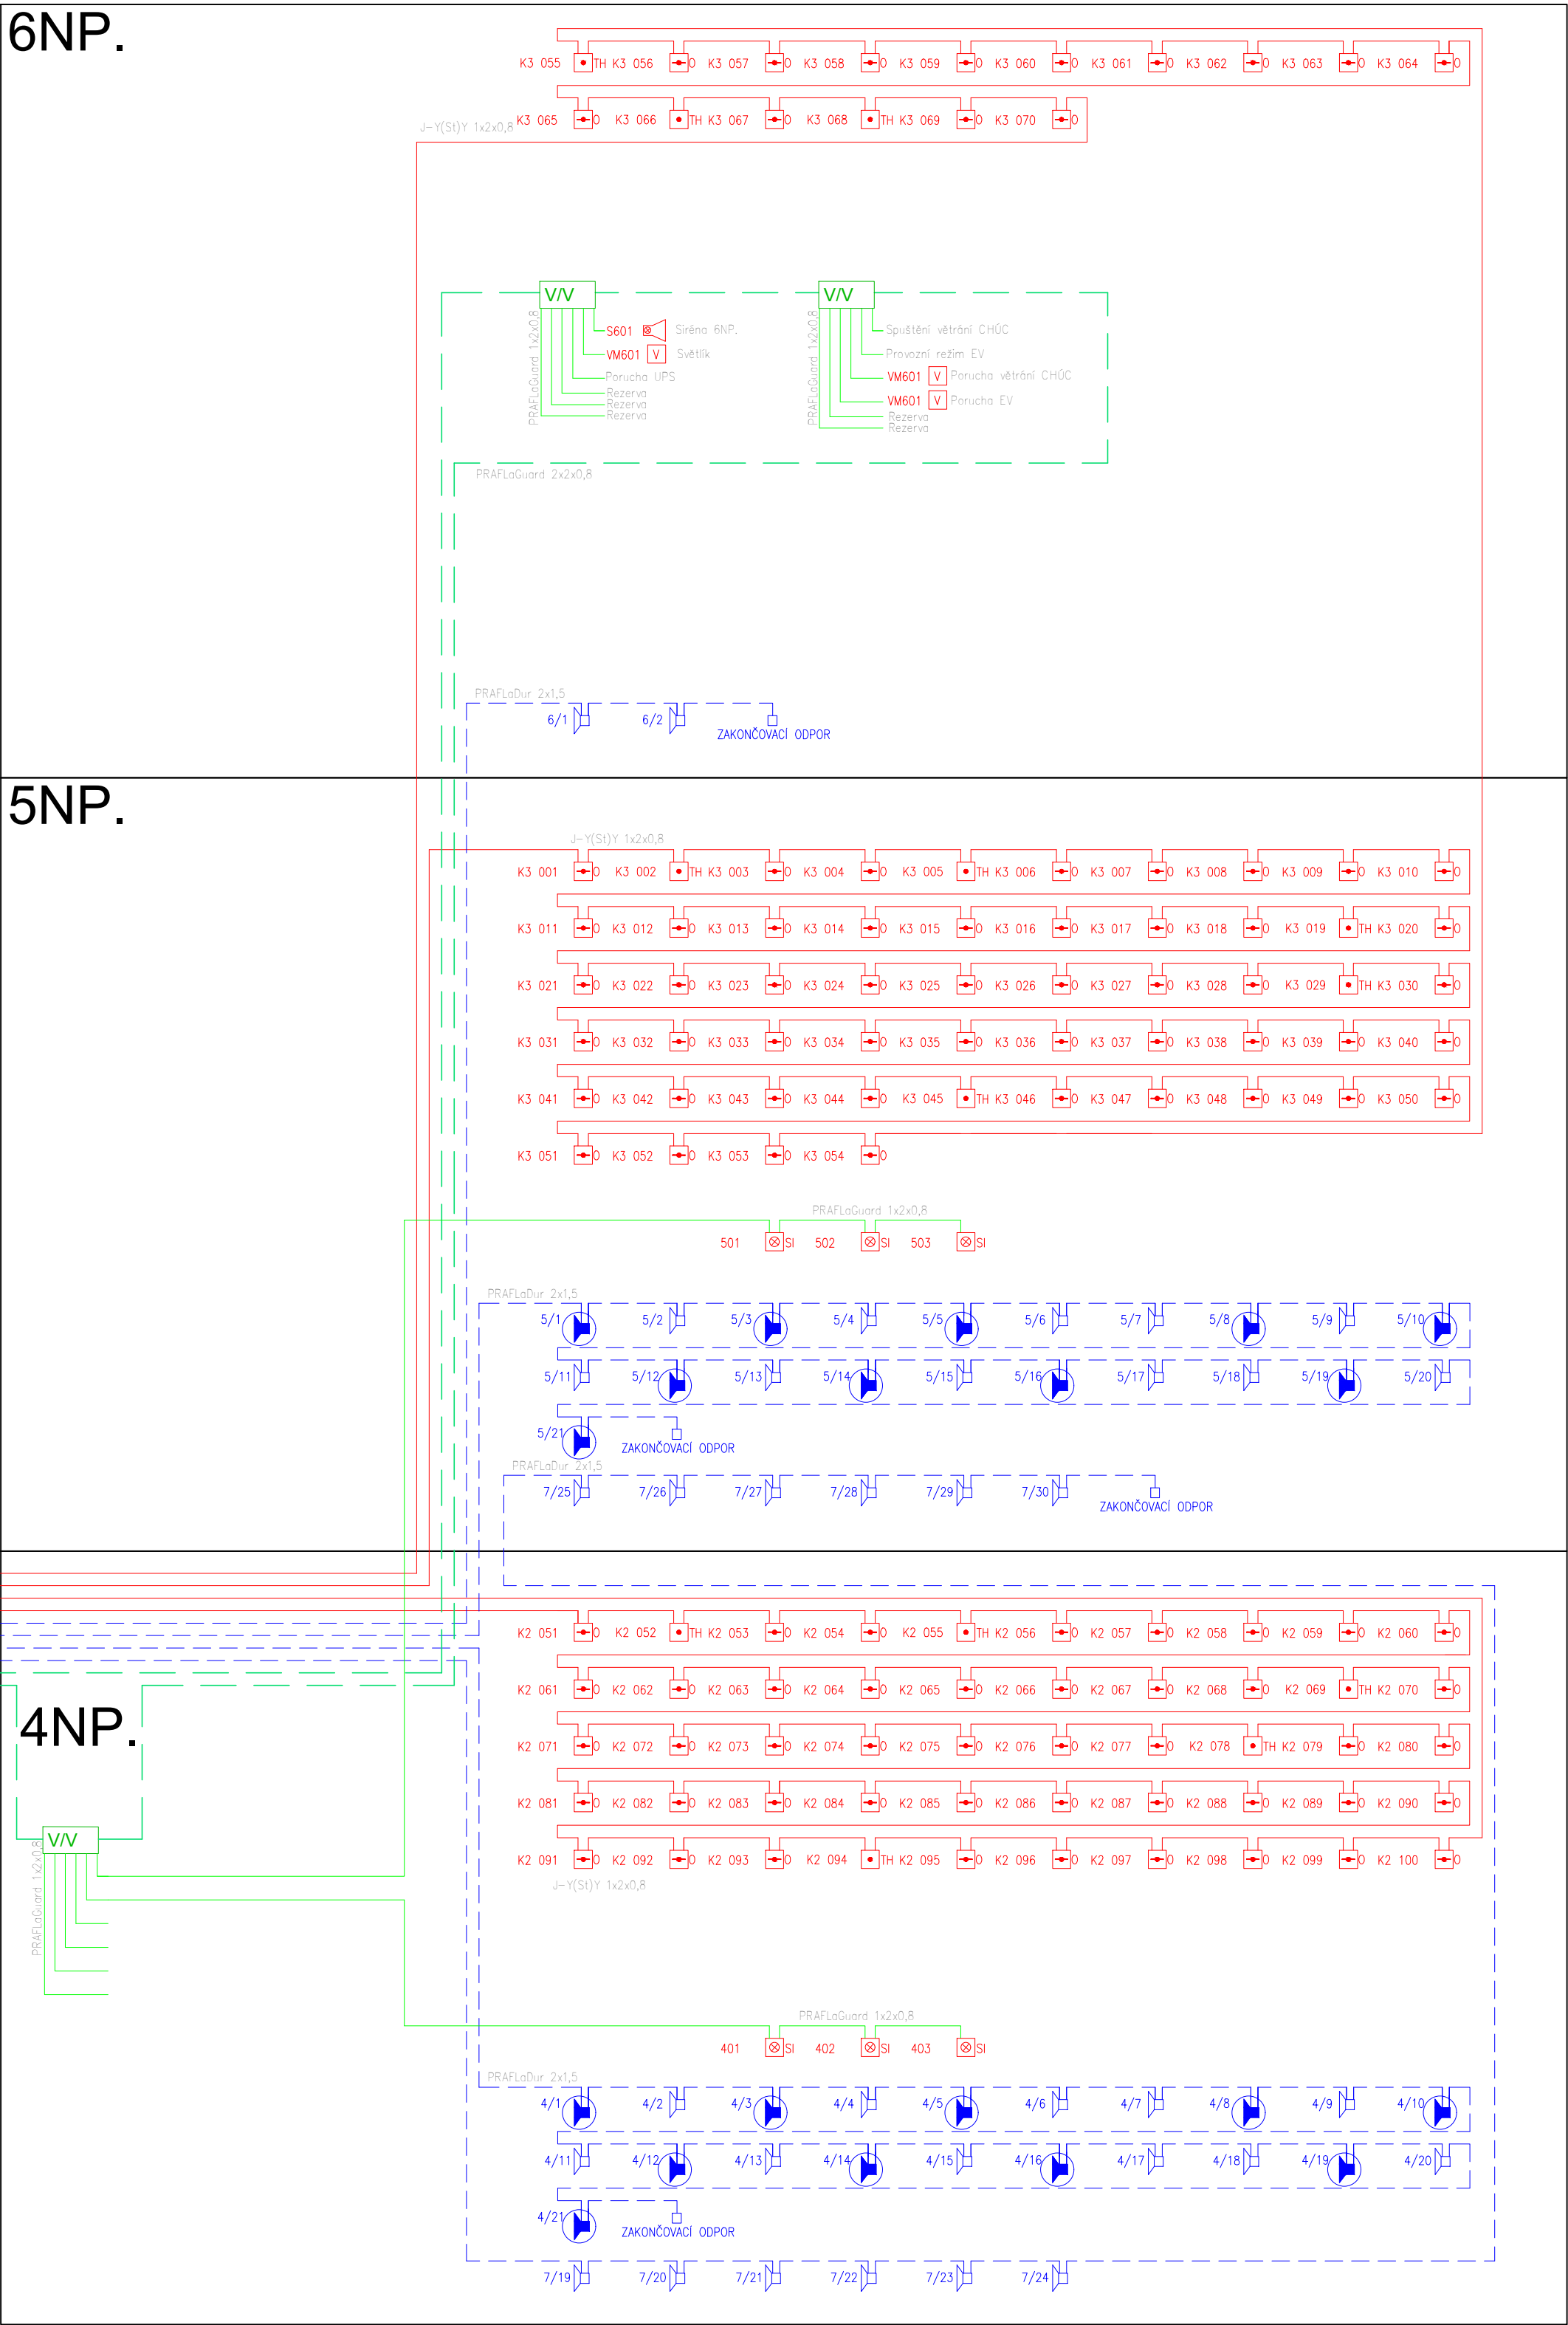 6NP.
K3 055 TH K3 056 O K3 057 O K3 058 O K3 059 O K3 060 O K3 061 O K3 062 O K3 063 O K3 064 O
J-Y(St)Y 1x2x0,8
K3 065 O K3 066 TH K3 067 O K3 068 TH K3 069 O K3 070 O
V/V
PRAFLaGuard 1x2x0,8
S601 Siréna 6NP.
VM601 V Světlík
Porucha UPS
Rezerva
Rezerva
Rezerva
V/V
PRAFLaGuard 1x2x0,8
Spuštění větrání CHÚC
Provozní režim EV
VM601 V Porucha větrání CHÚC
VM601 V Porucha EV
Rezerva
Rezerva
PRAFLaGuard 2x2x0,8
PRAFLaDur 2x1,5
6/1 6/2
ZAKONČOVACÍ ODPOR
5NP.
J-Y(St)Y 1x2x0,8
K3 001 O K3 002 TH K3 003 O K3 004 O K3 005 TH K3 006 O K3 007 O K3 008 O K3 009 O K3 010 O
K3 011 O K3 012 O K3 013 O K3 014 O K3 015 O K3 016 O K3 017 O K3 018 O K3 019 TH K3 020 O
K3 021 O K3 022 O K3 023 O K3 024 O K3 025 O K3 026 O K3 027 O K3 028 O K3 029 TH K3 030 O
K3 031 O K3 032 O K3 033 O K3 034 O K3 035 O K3 036 O K3 037 O K3 038 O K3 039 O K3 040 O
K3 041 O K3 042 O K3 043 O K3 044 O K3 045 TH K3 046 O K3 047 O K3 048 O K3 049 O K3 050 O
K3 051 O K3 052 O K3 053 O K3 054 O
PRAFLaGuard 1x2x0,8
501 SI 502 SI 503 SI
PRAFLaDur 2x1,5
5/1 5/2 5/3 5/4 5/5 5/6 5/7 5/8 5/9 5/10
5/11 5/12 5/13 5/14 5/15 5/16 5/17 5/18 5/19 5/20
5/21
ZAKONČOVACÍ ODPOR
PRAFLaDur 2x1,5
7/25 7/26 7/27 7/28 7/29 7/30
ZAKONČOVACÍ ODPOR
4NP.
K2 051 O K2 052 TH K2 053 O K2 054 O K2 055 TH K2 056 O K2 057 O K2 058 O K2 059 O K2 060 O
K2 061 O K2 062 O K2 063 O K2 064 O K2 065 O K2 066 O K2 067 O K2 068 O K2 069 TH K2 070 O
K2 071 O K2 072 O K2 073 O K2 074 O K2 075 O K2 076 O K2 077 O K2 078 TH K2 079 O K2 080 O
K2 081 O K2 082 O K2 083 O K2 084 O K2 085 O K2 086 O K2 087 O K2 088 O K2 089 O K2 090 O
K2 091 O K2 092 O K2 093 O K2 094 TH K2 095 O K2 096 O K2 097 O K2 098 O K2 099 O K2 100 O
J-Y(St)Y 1x2x0,8
V/V
PRAFLaGuard 1x2x0,8
PRAFLaGuard 1x2x0,8
401 SI 402 SI 403 SI
PRAFLaDur 2x1,5
4/1 4/2 4/3 4/4 4/5 4/6 4/7 4/8 4/9 4/10
4/11 4/12 4/13 4/14 4/15 4/16 4/17 4/18 4/19 4/20
4/21
ZAKONČOVACÍ ODPOR
7/19 7/20 7/21 7/22 7/23 7/24